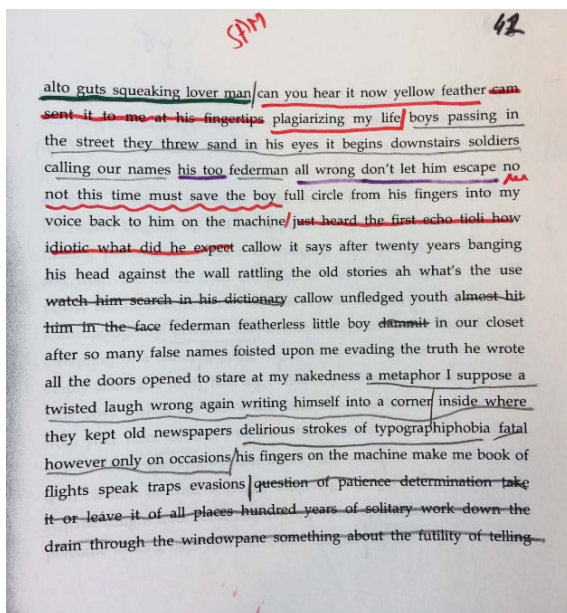 SAM
42
alto guts squeaking lover man/can you hear it now yellow feather cam
sent it to me at his fingertips plagiarizing my life/boys passing in
the street they threw sand in his eyes it begins downstairs soldiers
calling our names his too federman all wrong don't let him escape no
not this time must save the boy full circle from his fingers into my
voice back to him on the machine/just heard the first echo tioli how
idiotic what did he expect callow it says after twenty years banging
his head against the wall rattling the old stories ah what's the use
watch him search in his dictionary callow unfledged youth almost hit
him in the face federman featherless little boy dammit in our closet
after so many false names foisted upon me evading the truth he wrote
all the doors opened to stare at my nakedness a metaphor I suppose a
twisted laugh wrong again writing himself into a corner inside where
they kept old newspapers delirious strokes of typographiphobia fatal
however only on occasions/his fingers on the machine make me book of
flights speak traps evasions/question of patience determination take
it or leave it of all places hundred years of solitary work down the
drain through the windowpane something about the futility of telling